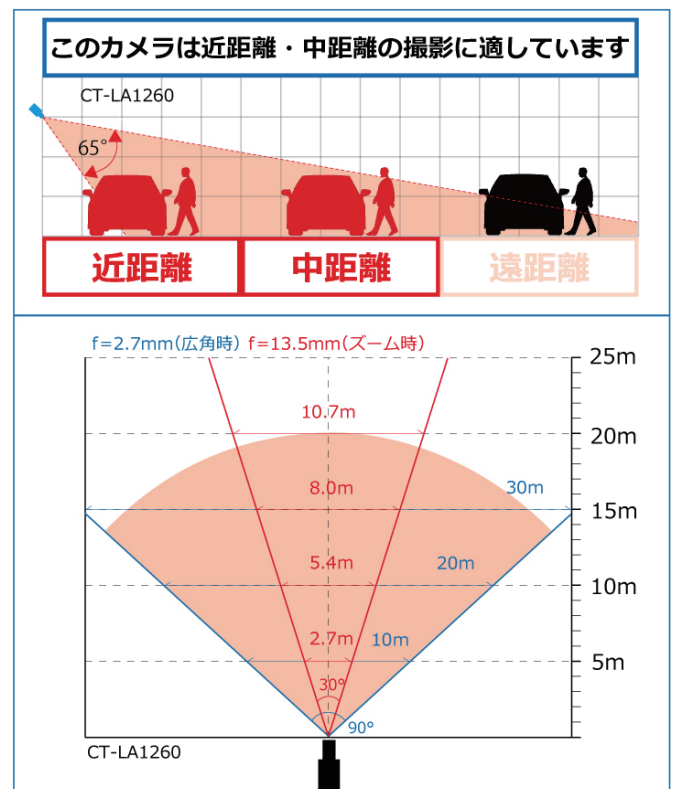 このカメラは近距離・中距離の撮影に適しています
CT-LA1260
65°
近距離
中距離
遠距離
f=2.7mm(広角時) f=13.5mm(ズーム時)
25m
10.7m
20m
8.0m
30m
15m
5.4m
20m
10m
2.7m
10m
5m
30°
90°
CT-LA1260